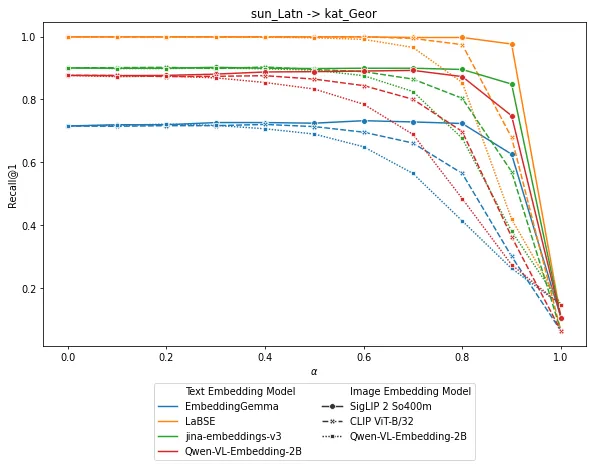 sun_Latn -> kat_Geor
Recall@1
1.0
0.8
0.6
0.4
0.2
0.0 0.2 0.4 0.6 0.8 1.0
α
Text Embedding Model Image Embedding Model
EmbeddingGemma SigLIP 2 So400m
LaBSE CLIP ViT-B/32
jina-embeddings-v3 Qwen-VL-Embedding-2B
Qwen-VL-Embedding-2B